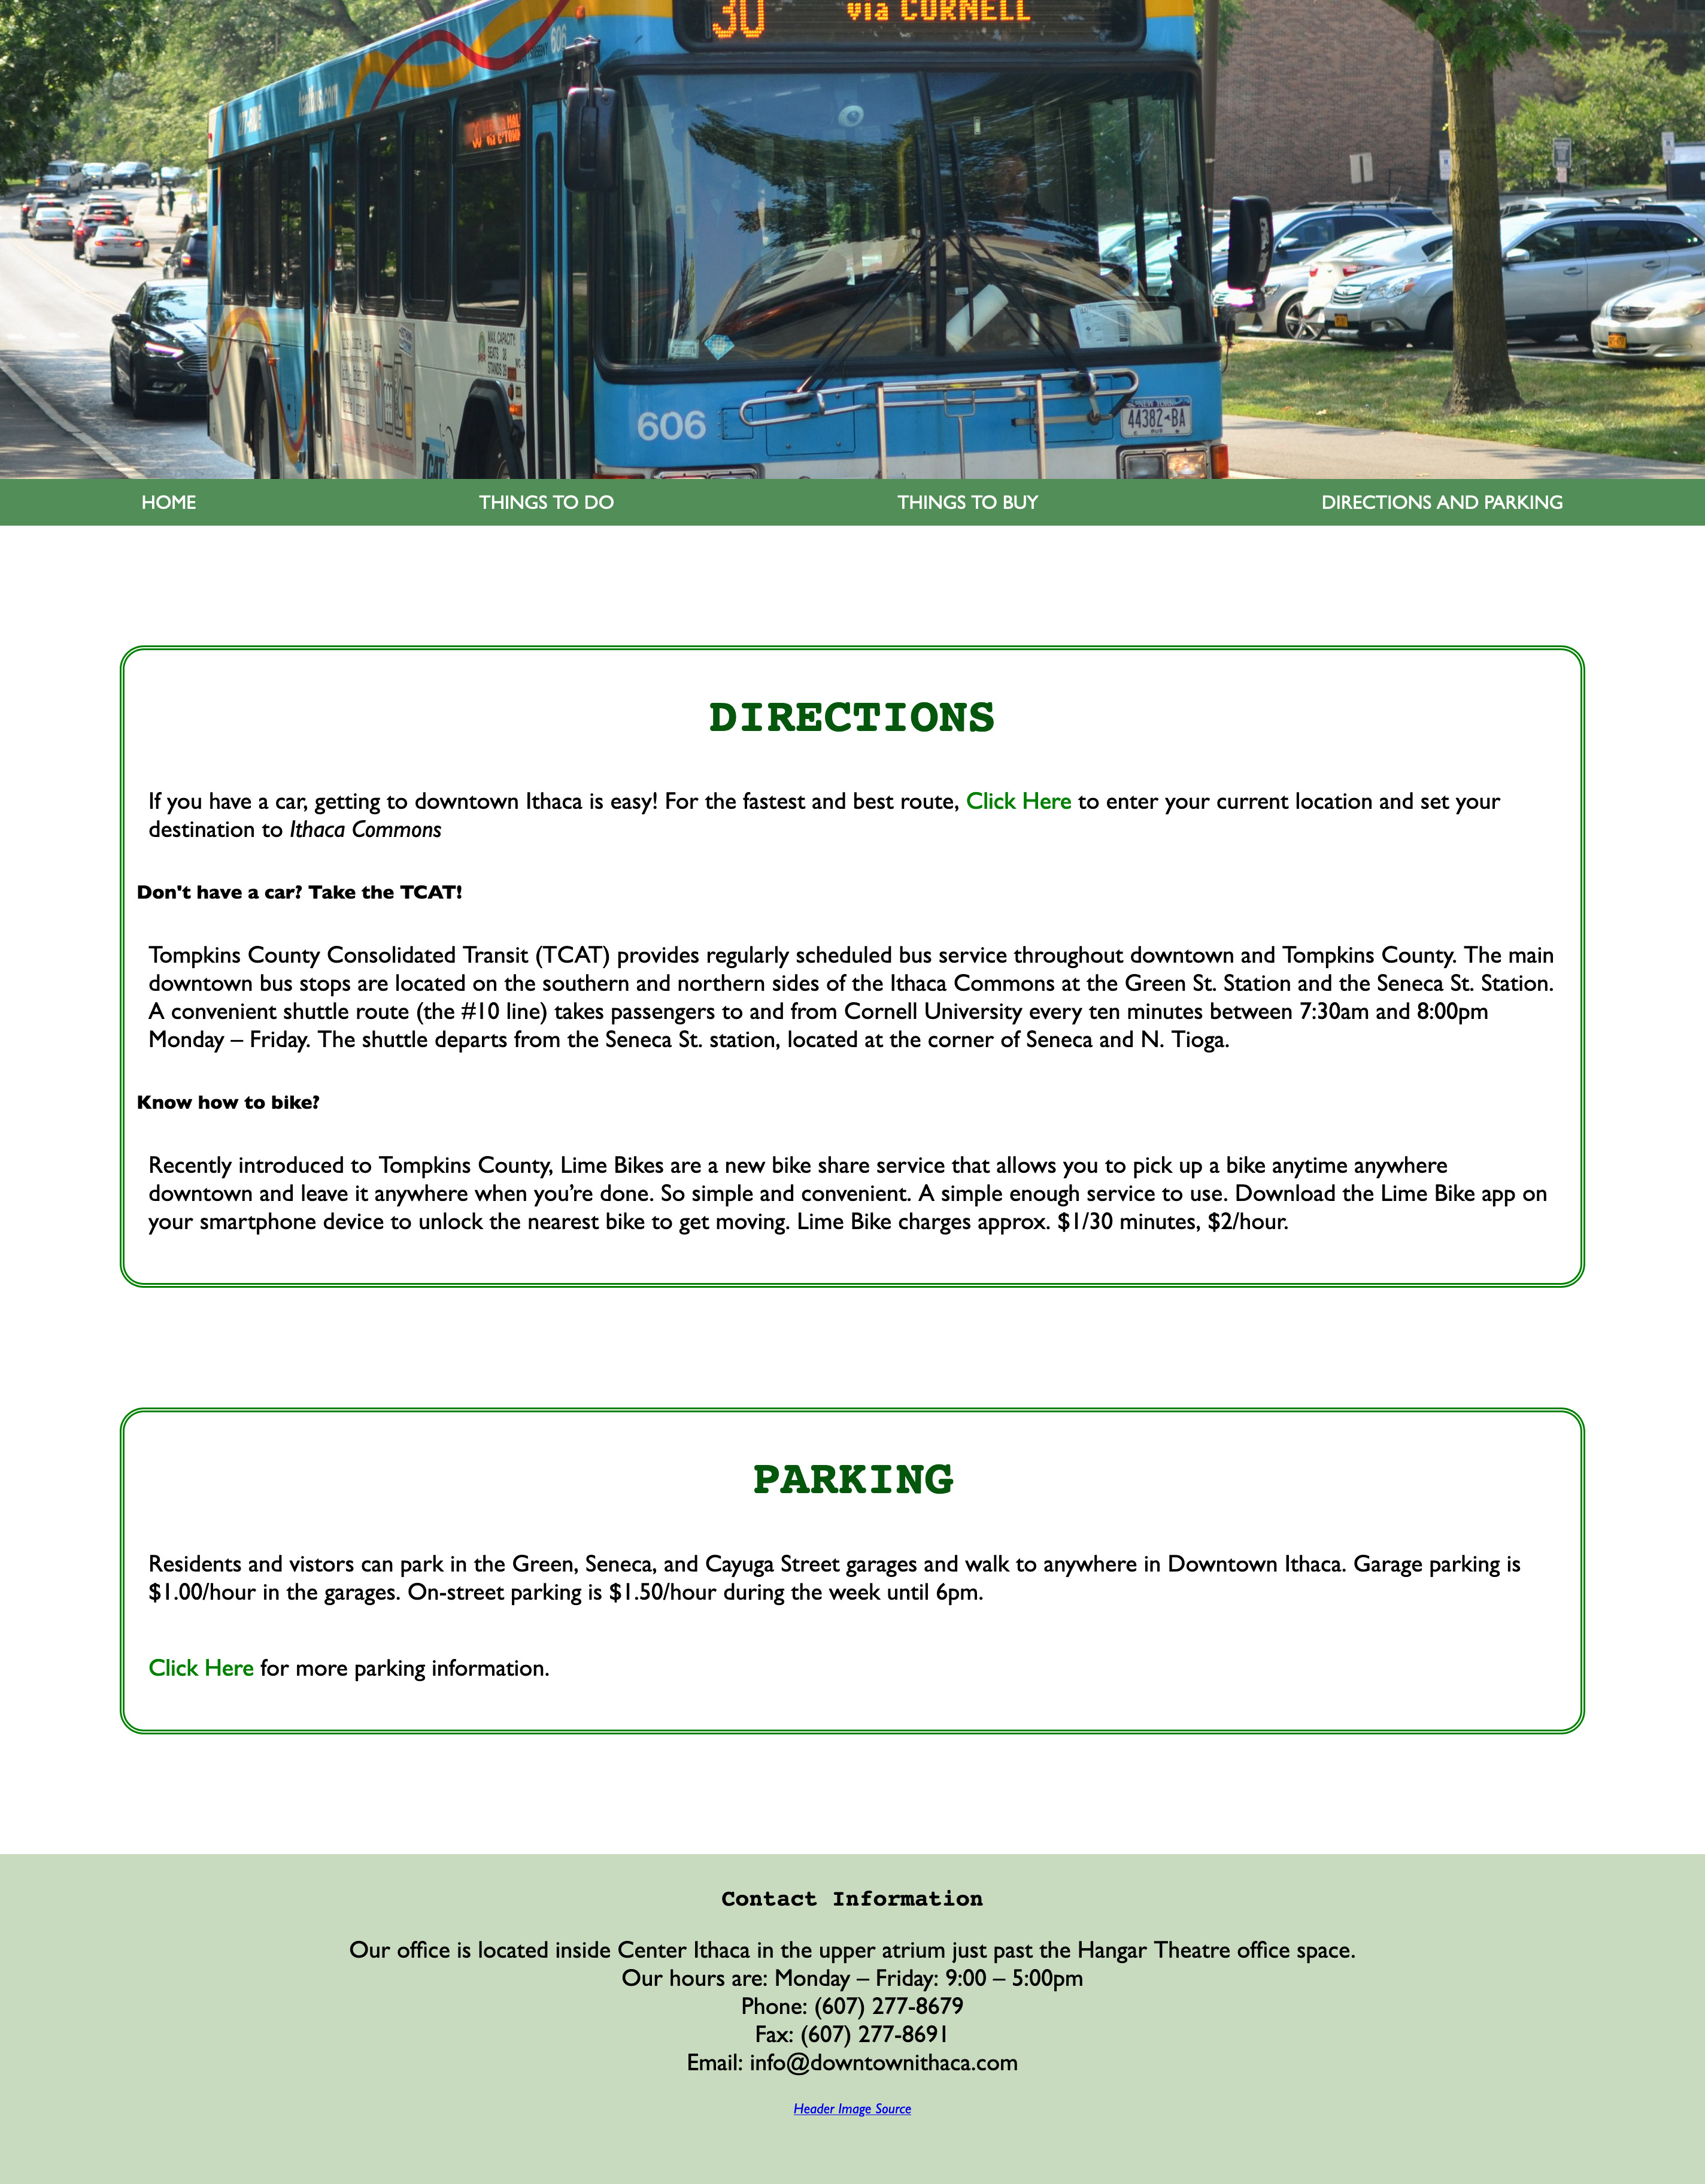 30 via CORNELL
606
tcatbus.com
MAX. CAPACITY
SEATS 38
STANDS
TCAT
606
NEW YORK
44382-BA
HOME THINGS TO DO THINGS TO BUY DIRECTIONS AND PARKING
DIRECTIONS
If you have a car, getting to downtown Ithaca is easy! For the fastest and best route, Click Here to enter your current location and set your
destination to Ithaca Commons
Don't have a car? Take the TCAT!
Tompkins County Consolidated Transit (TCAT) provides regularly scheduled bus service throughout downtown and Tompkins County. The main
downtown bus stops are located on the southern and northern sides of the Ithaca Commons at the Green St. Station and the Seneca St. Station.
A convenient shuttle route (the #10 line) takes passengers to and from Cornell University every ten minutes between 7:30am and 8:00pm
Monday – Friday. The shuttle departs from the Seneca St. station, located at the corner of Seneca and N. Tioga.
Know how to bike?
Recently introduced to Tompkins County, Lime Bikes are a new bike share service that allows you to pick up a bike anytime anywhere
downtown and leave it anywhere when you’re done. So simple and convenient. A simple enough service to use. Download the Lime Bike app on
your smartphone device to unlock the nearest bike to get moving. Lime Bike charges approx. $1/30 minutes, $2/hour.
PARKING
Residents and vistors can park in the Green, Seneca, and Cayuga Street garages and walk to anywhere in Downtown Ithaca. Garage parking is
$1.00/hour in the garages. On-street parking is $1.50/hour during the week until 6pm.
Click Here for more parking information.
Contact Information
Our office is located inside Center Ithaca in the upper atrium just past the Hangar Theatre office space.
Our hours are: Monday – Friday: 9:00 – 5:00pm
Phone: (607) 277-8679
Fax: (607) 277-8691
Email: info@downtownithaca.com
Header Image Source